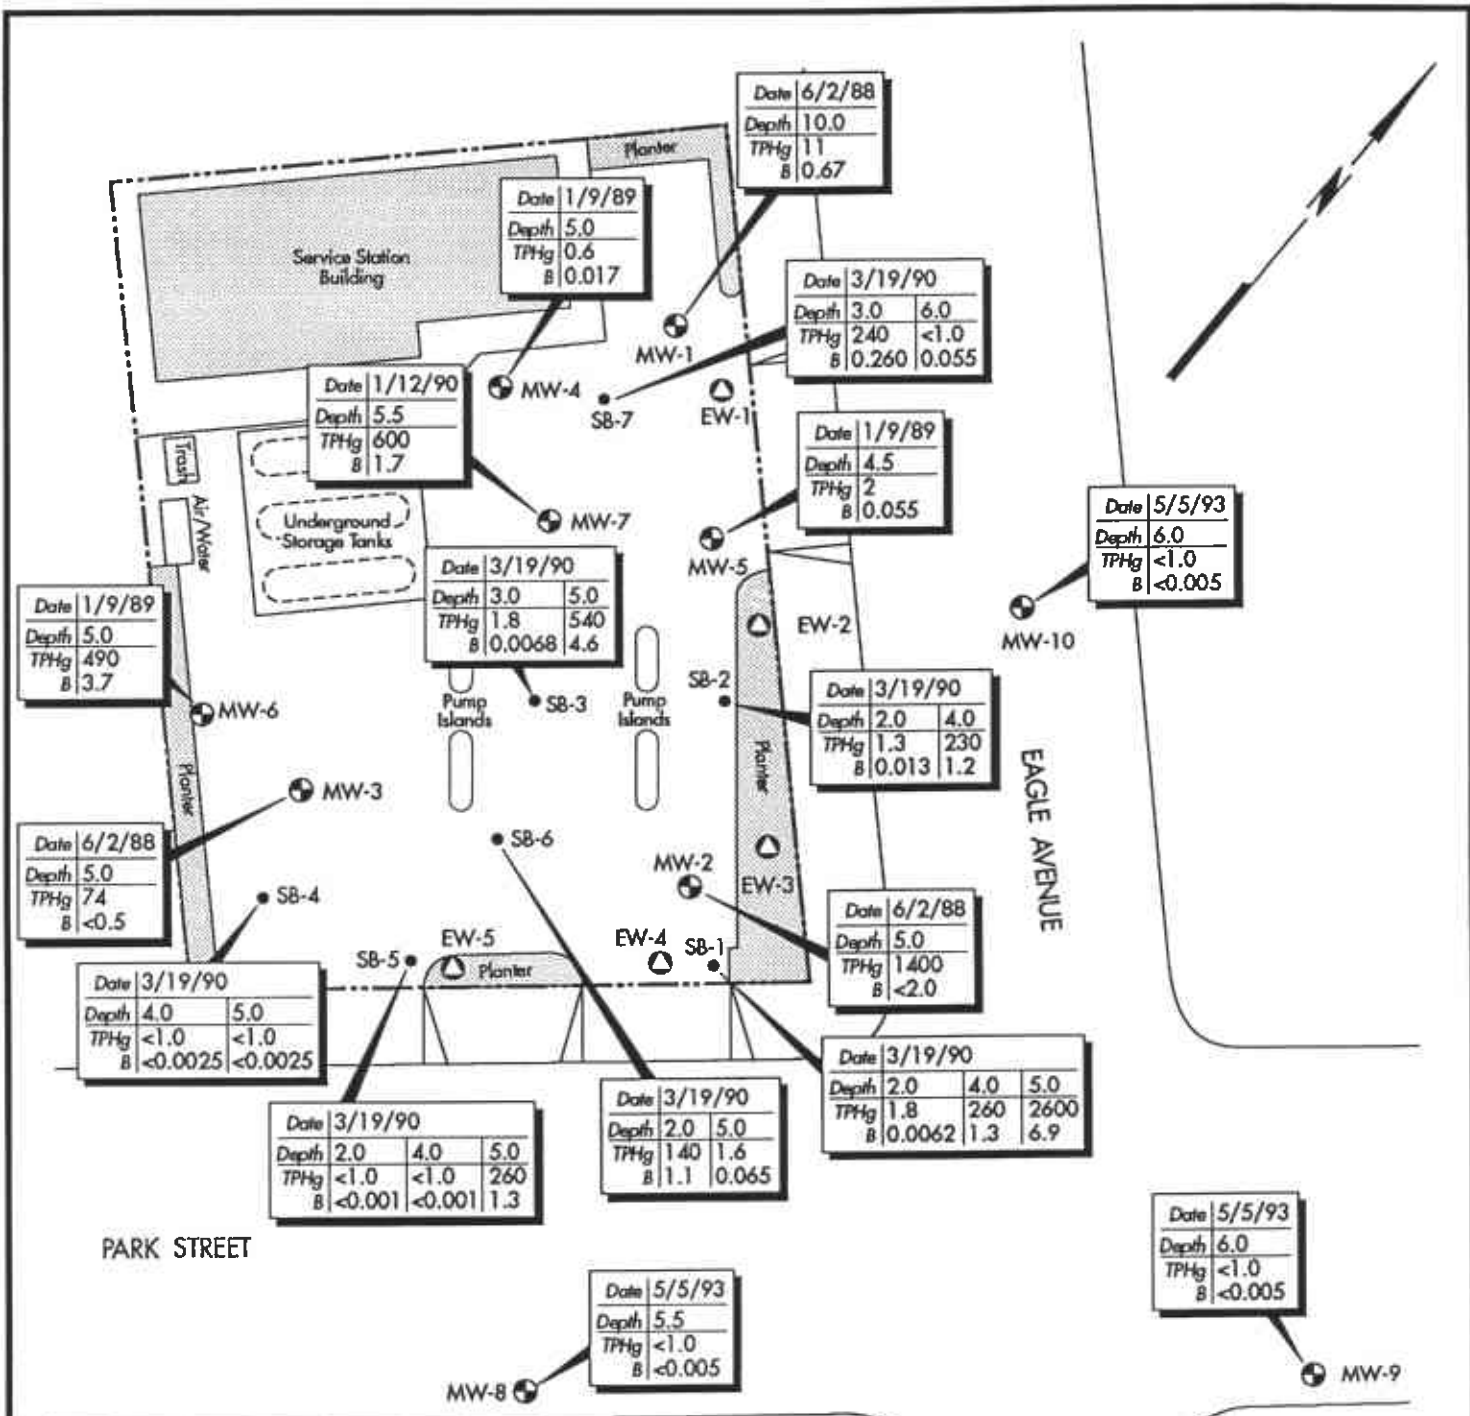 Date 6/2/88
Depth 10.0
TPHg 11
B 0.67
Planter
Date 1/9/89
Depth 5.0
TPHg 0.6
B 0.017
Service Station
Building
N
Date 3/19/90
Depth 3.0 6.0
TPHg 240 <1.0
B 0.260 0.055
MW-1
Date 1/12/90
Depth 5.5
TPHg 600
B 1.7
MW-4
SB-7
EW-1
Date 1/9/89
Depth 4.5
TPHg 2
B 0.055
Trash
Air/Water
Underground
Storage Tanks
MW-7
MW-5
Date 5/5/93
Depth 6.0
TPHg <1.0
B <0.005
MW-10
Date 3/19/90
Depth 3.0 5.0
TPHg 1.8 540
B 0.0068 4.6
EW-2
Date 1/9/89
Depth 5.0
TPHg 490
B 3.7
MW-6
Pump
Islands
SB-3
Pump
Islands
SB-2
Date 3/19/90
Depth 2.0 4.0
TPHg 1.3 230
B 0.013 1.2
Planter
Planter
EAGLE AVENUE
MW-3
Date 6/2/88
Depth 5.0
TPHg 74
B <0.5
SB-6
MW-2
EW-3
SB-4
Date 6/2/88
Depth 5.0
TPHg 1400
B <2.0
EW-5
EW-4
SB-1
SB-5
Planter
Date 3/19/90
Depth 4.0 5.0
TPHg <1.0 <1.0
B <0.0025 <0.0025
Date 3/19/90
Depth 2.0 4.0 5.0
TPHg 1.8 260 2600
B 0.0062 1.3 6.9
Date 3/19/90
Depth 2.0 5.0
TPHg 140 1.6
B 1.1 0.065
Date 3/19/90
Depth 2.0 4.0 5.0
TPHg <1.0 <1.0 260
B <0.001 <0.001 1.3
PARK STREET
Date 5/5/93
Depth 6.0
TPHg <1.0
B <0.005
Date 5/5/93
Depth 5.5
TPHg <1.0
B <0.005
MW-8
MW-9